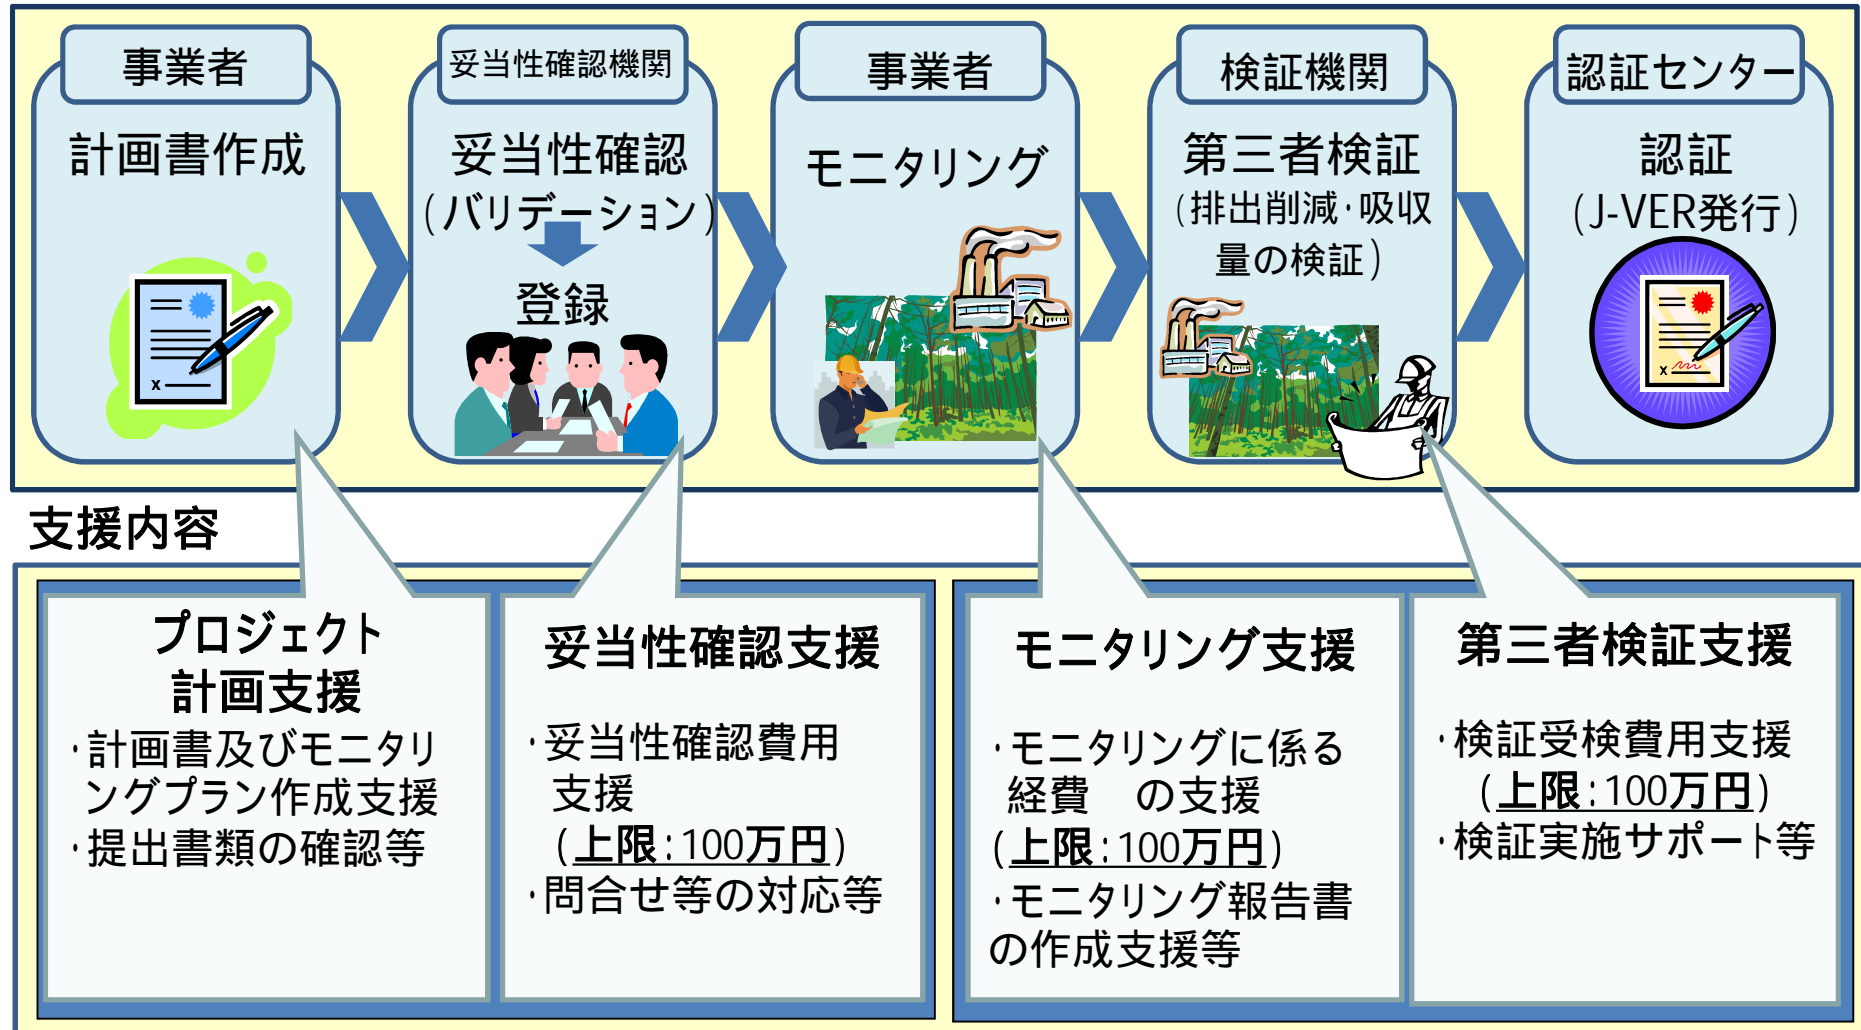 事業者
計画書作成
妥当性確認機関
妥当性確認
(バリデーション)
登録
事業者
モニタリング
検証機関
第三者検証
(排出削減・吸収
量の検証)
認証センター
認証
(J-VER発行)
支援内容
プロジェクト
計画支援
・計画書及びモニタリ
ングプラン作成支援
・提出書類の確認等
妥当性確認支援
・妥当性確認費用
支援
(上限:100万円)
・問合せ等の対応等
モニタリング支援
・モニタリングに係る
経費　の支援
(上限:100万円)
・モニタリング報告書
の作成支援等
第三者検証支援
・検証受検費用支援
(上限:100万円)
・検証実施サポート等